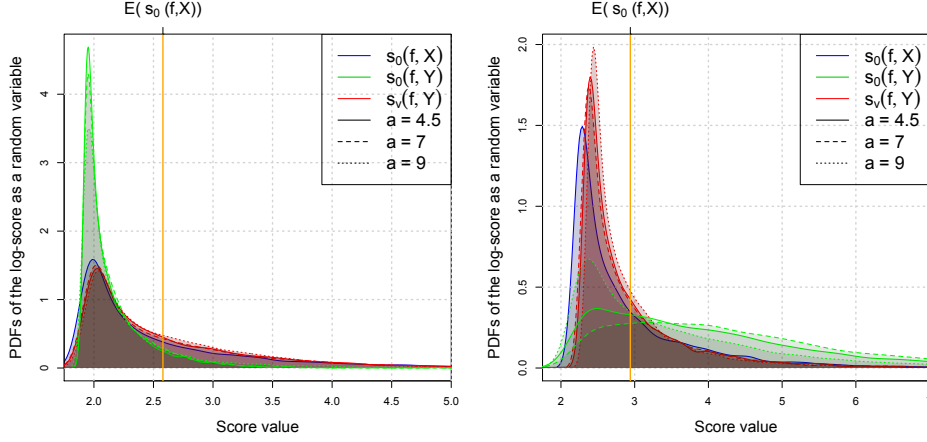 E( s₀ (f,X))
PDFs of the log-score as a random variable
0 1 2 3 4
2.0 2.5 3.0 3.5 4.0 4.5 5.0
Score value
s₀(f, X)
s₀(f, Y)
sᵥ(f, Y)
a = 4.5
a = 7
a = 9
E( s₀ (f,X))
PDFs of the log-score as a random variable
0.0 0.5 1.0 1.5 2.0
2 3 4 5 6 7
Score value
s₀(f, X)
s₀(f, Y)
sᵥ(f, Y)
a = 4.5
a = 7
a = 9